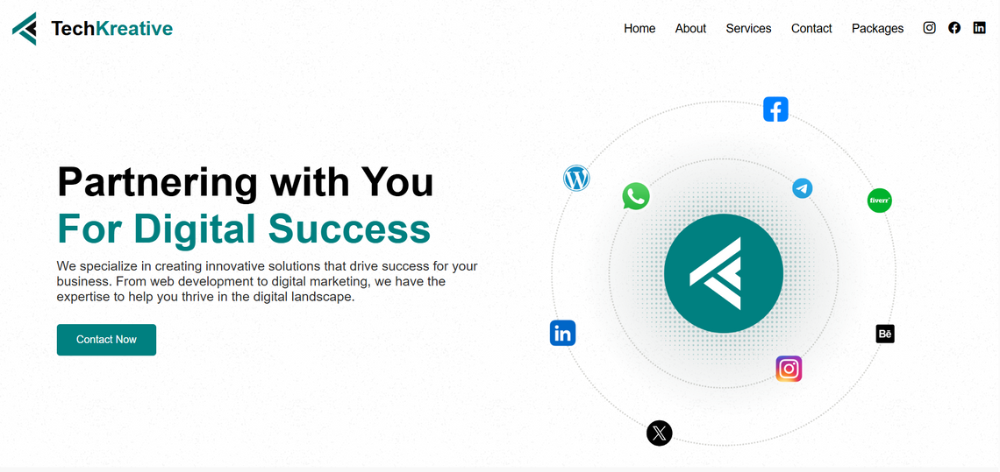 TechKreative
Home About Services Contact Packages
Partnering with You
For Digital Success
We specialize in creating innovative solutions that drive success for your
business. From web development to digital marketing, we have the
expertise to help you thrive in the digital landscape.
Contact Now
fiverr
in
Bē